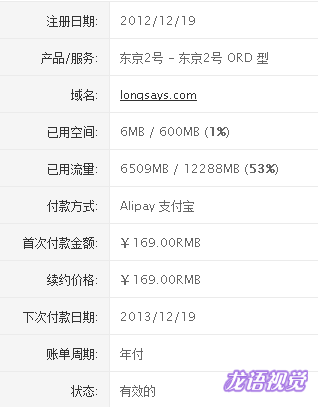 注册日期: 2012/12/19
产品/服务: 东京2号 - 东京2号 ORD 型
域名: longsays.com
已用空间: 6MB / 600MB (1%)
已用流量: 6509MB / 12288MB (53%)
付款方式: Alipay 支付宝
首次付款金额: ￥169.00RMB
续约价格: ￥169.00RMB
下次付款日期: 2013/12/19
账单周期: 年付
状态: 有效的
龙语视觉